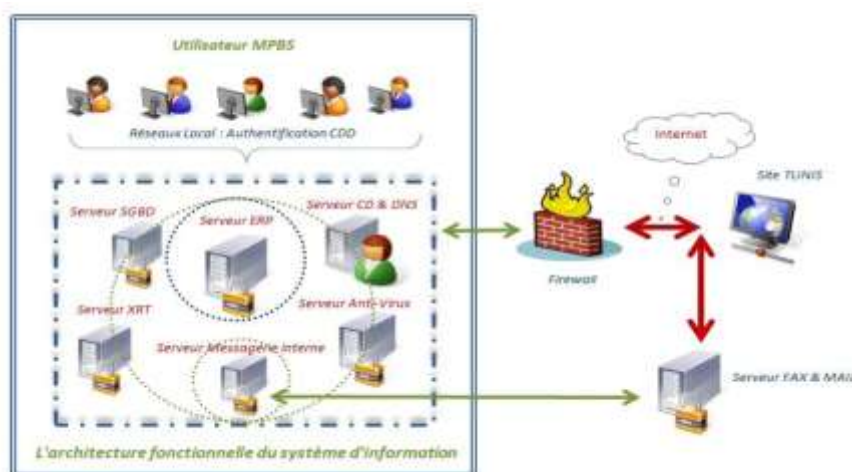 Utilisateur MPBS
Réseaux Local : Authentification CDD
Internet
Site TUNIS
Serveur SGBD
Serveur ERP
Serveur CD & DNS
Firewall
Serveur XRT
Serveur Anti-Virus
Serveur Messagerie Interne
Serveur FAX & MAIL
L'architecture fonctionnelle du système d'information